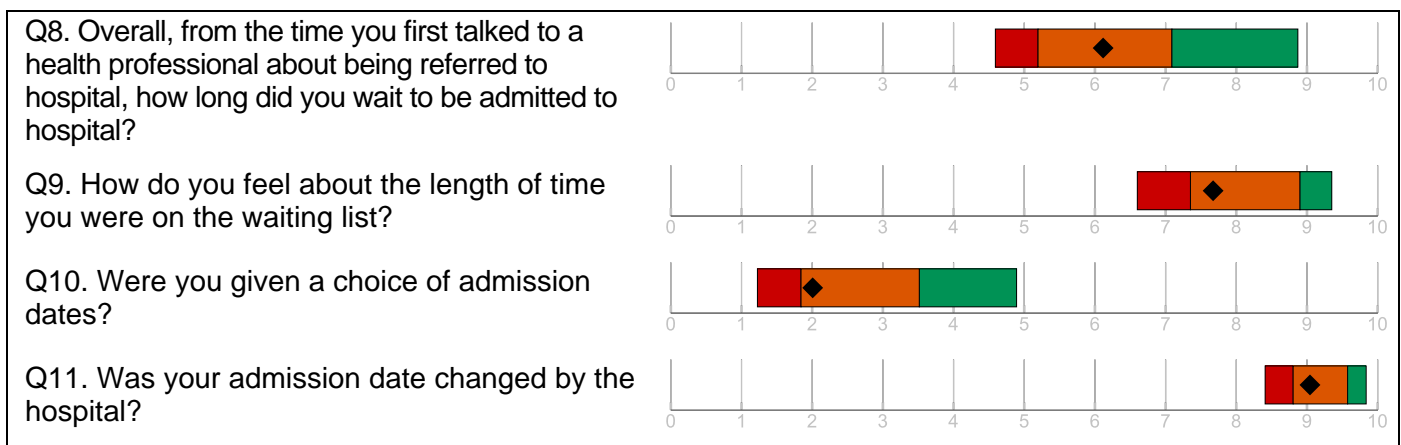 Q8. Overall, from the time you first talked to a
health professional about being referred to
hospital, how long did you wait to be admitted to
hospital?
0 1 2 3 4 5 6 7 8 9 10
Q9. How do you feel about the length of time
you were on the waiting list?
0 1 2 3 4 5 6 7 8 9 10
Q10. Were you given a choice of admission
dates?
0 1 2 3 4 5 6 7 8 9 10
Q11. Was your admission date changed by the
hospital?
0 1 2 3 4 5 6 7 8 9 10